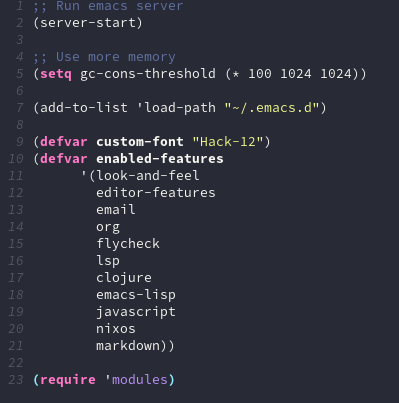 1 ;; Run emacs server
2 (server-start)
3
4 ;; Use more memory
5 (setq gc-cons-threshold (* 100 1024 1024))
6
7 (add-to-list 'load-path "~/.emacs.d")
8
9 (defvar custom-font "Hack-12")
10 (defvar enabled-features
11       '(look-and-feel
12         editor-features
13         email
14         org
15         flycheck
16         lsp
17         clojure
18         emacs-lisp
19         javascript
20         nixos
21         markdown))
22
23 (require 'modules)